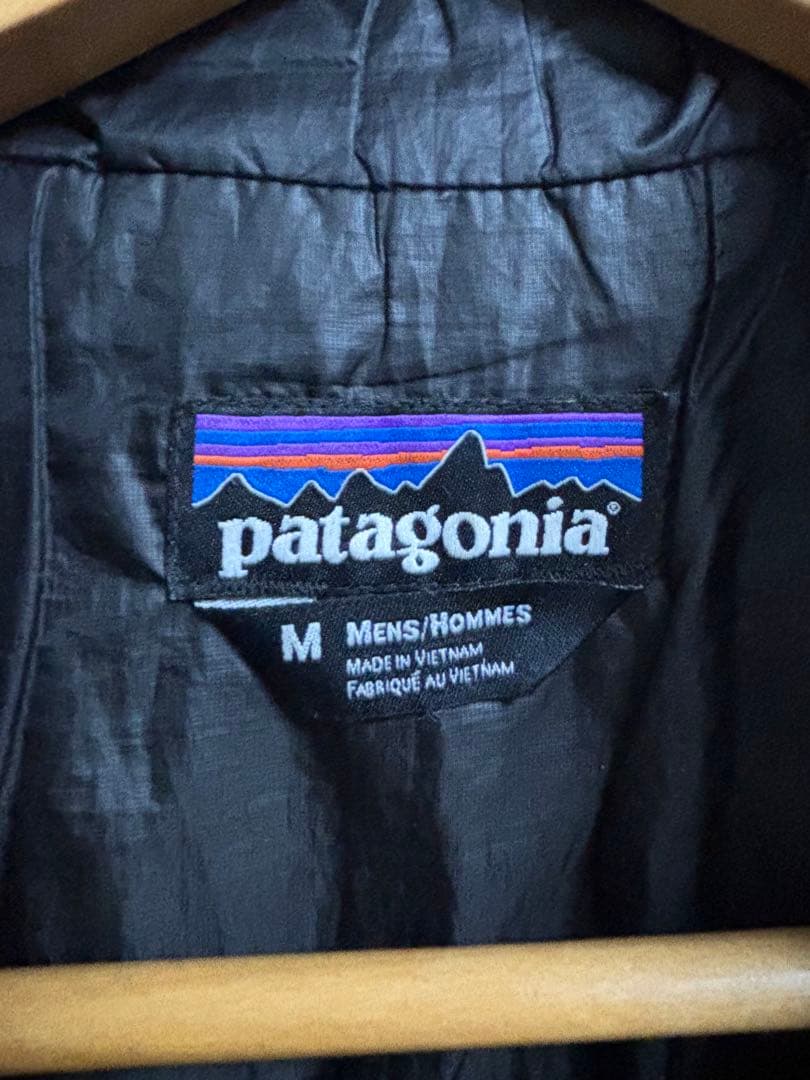 patagonia®
M MENS/HOMMES
MADE IN VIETNAM
FABRIQUÉ AU VIETNAM